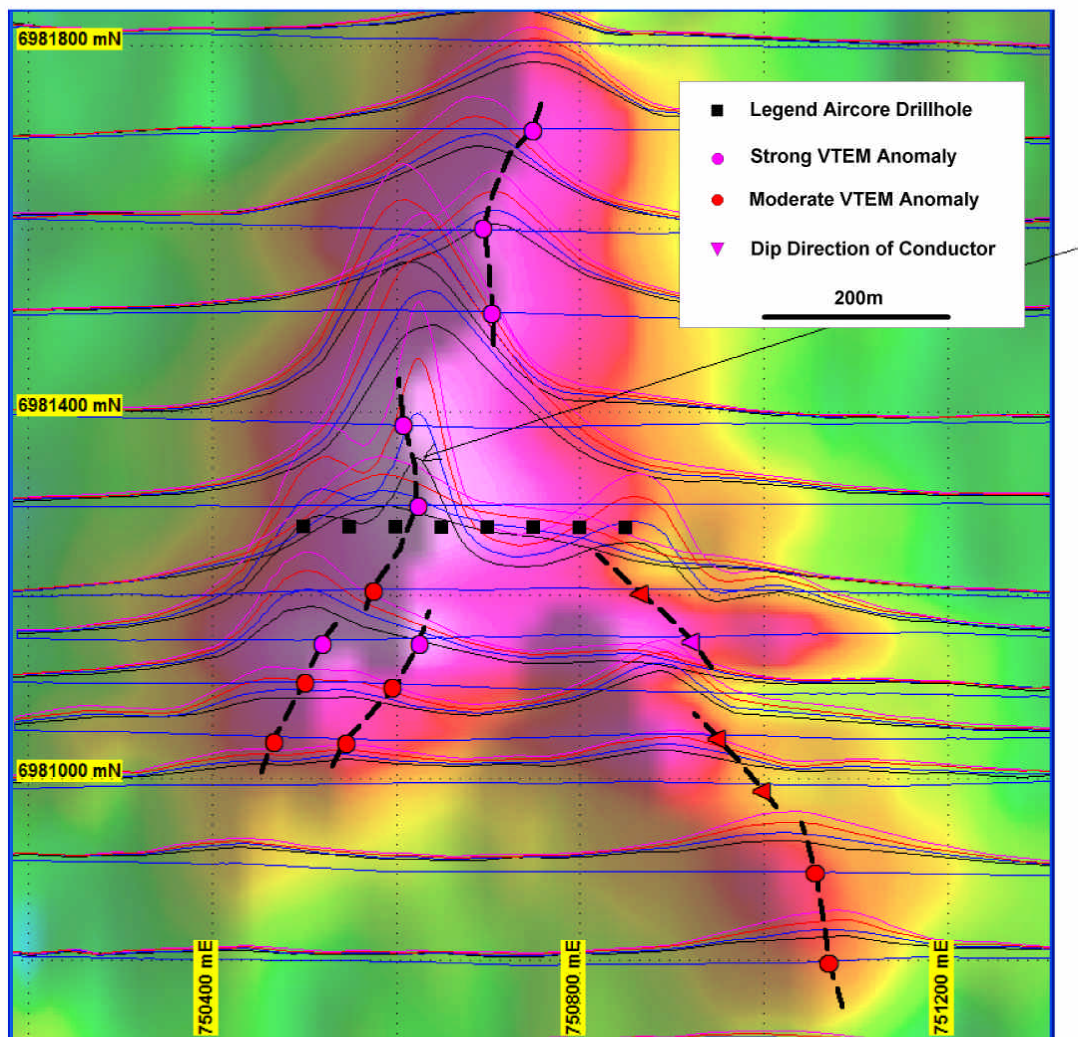 6981800 mN
Legend Aircore Drillhole
Strong VTEM Anomaly
Moderate VTEM Anomaly
Dip Direction of Conductor
200m
6981400 mN
6981000 mN
750400 mE
750800 mE
751200 mE